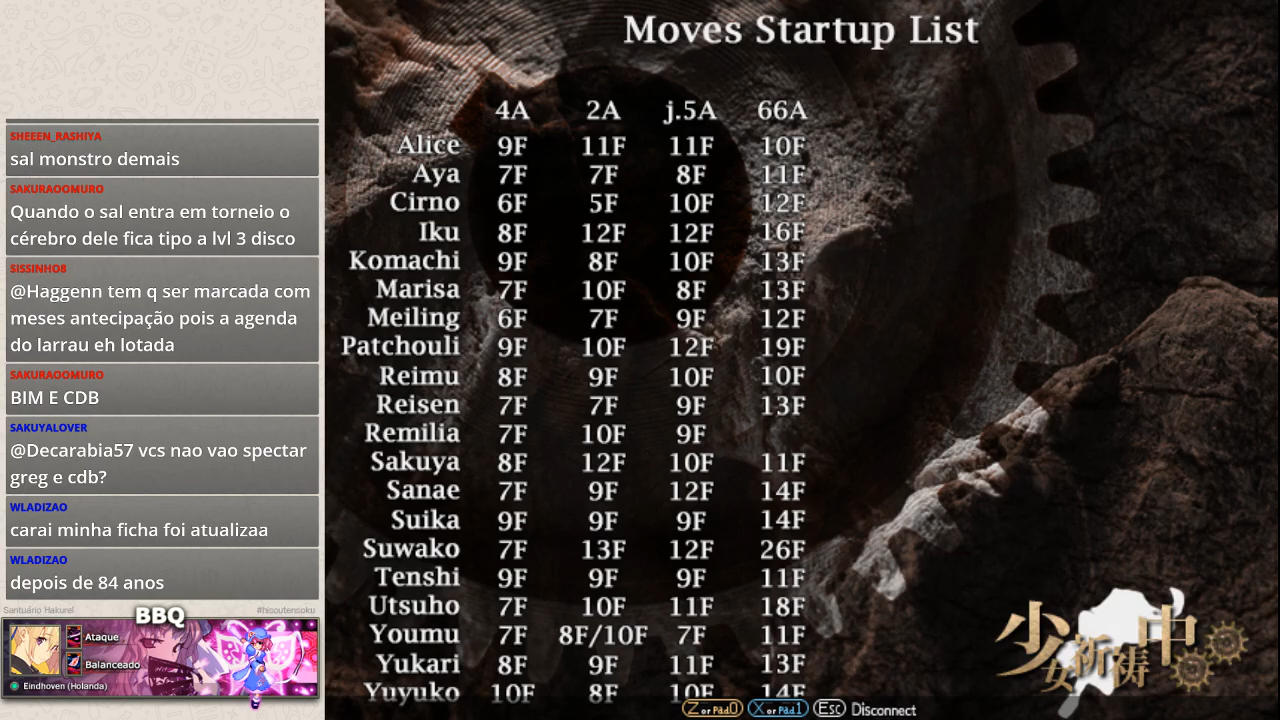 SHEEEN_RASHIYA
sal monstro demais
SAKURAOOMURO
Quando o sal entra em torneio o
cérebro dele fica tipo a lvl 3 disco
SISSINHO8
@Haggenn tem q ser marcada com
meses antecipação pois a agenda
do larrau eh lotada
SAKURAOOMURO
BIM E CDB
SAKUYALOVER
@Decarabia57 vcs nao vao spectar
greg e cdb?
WLADIZAO
carai minha ficha foi atualizaa
WLADIZAO
depois de 84 anos
Santuário Hakurei
BBQ
#hisoutensoku
Ataque
Balanceado
Eindhoven (Holanda)
Moves Startup List
4A 2A j.5A 66A
Alice 9F 11F 11F 10F
Aya 7F 7F 8F 11F
Cirno 6F 5F 10F 12F
Iku 8F 12F 12F 16F
Komachi 9F 8F 10F 13F
Marisa 7F 10F 8F 13F
Meiling 6F 7F 9F 12F
Patchouli 9F 10F 12F 19F
Reimu 8F 9F 10F 10F
Reisen 7F 7F 9F 13F
Remilia 7F 10F 9F
Sakuya 8F 12F 10F 11F
Sanae 7F 9F 12F 14F
Suika 9F 9F 9F 14F
Suwako 7F 13F 12F 26F
Tenshi 9F 9F 9F 11F
Utsuho 7F 10F 11F 18F
Youmu 7F 8F/10F 7F 11F
Yukari 8F 9F 11F 13F
Yuyuko 10F 8F 10F 14F
少女祈祷中
Z or Pad0 X or Pad1 Esc Disconnect